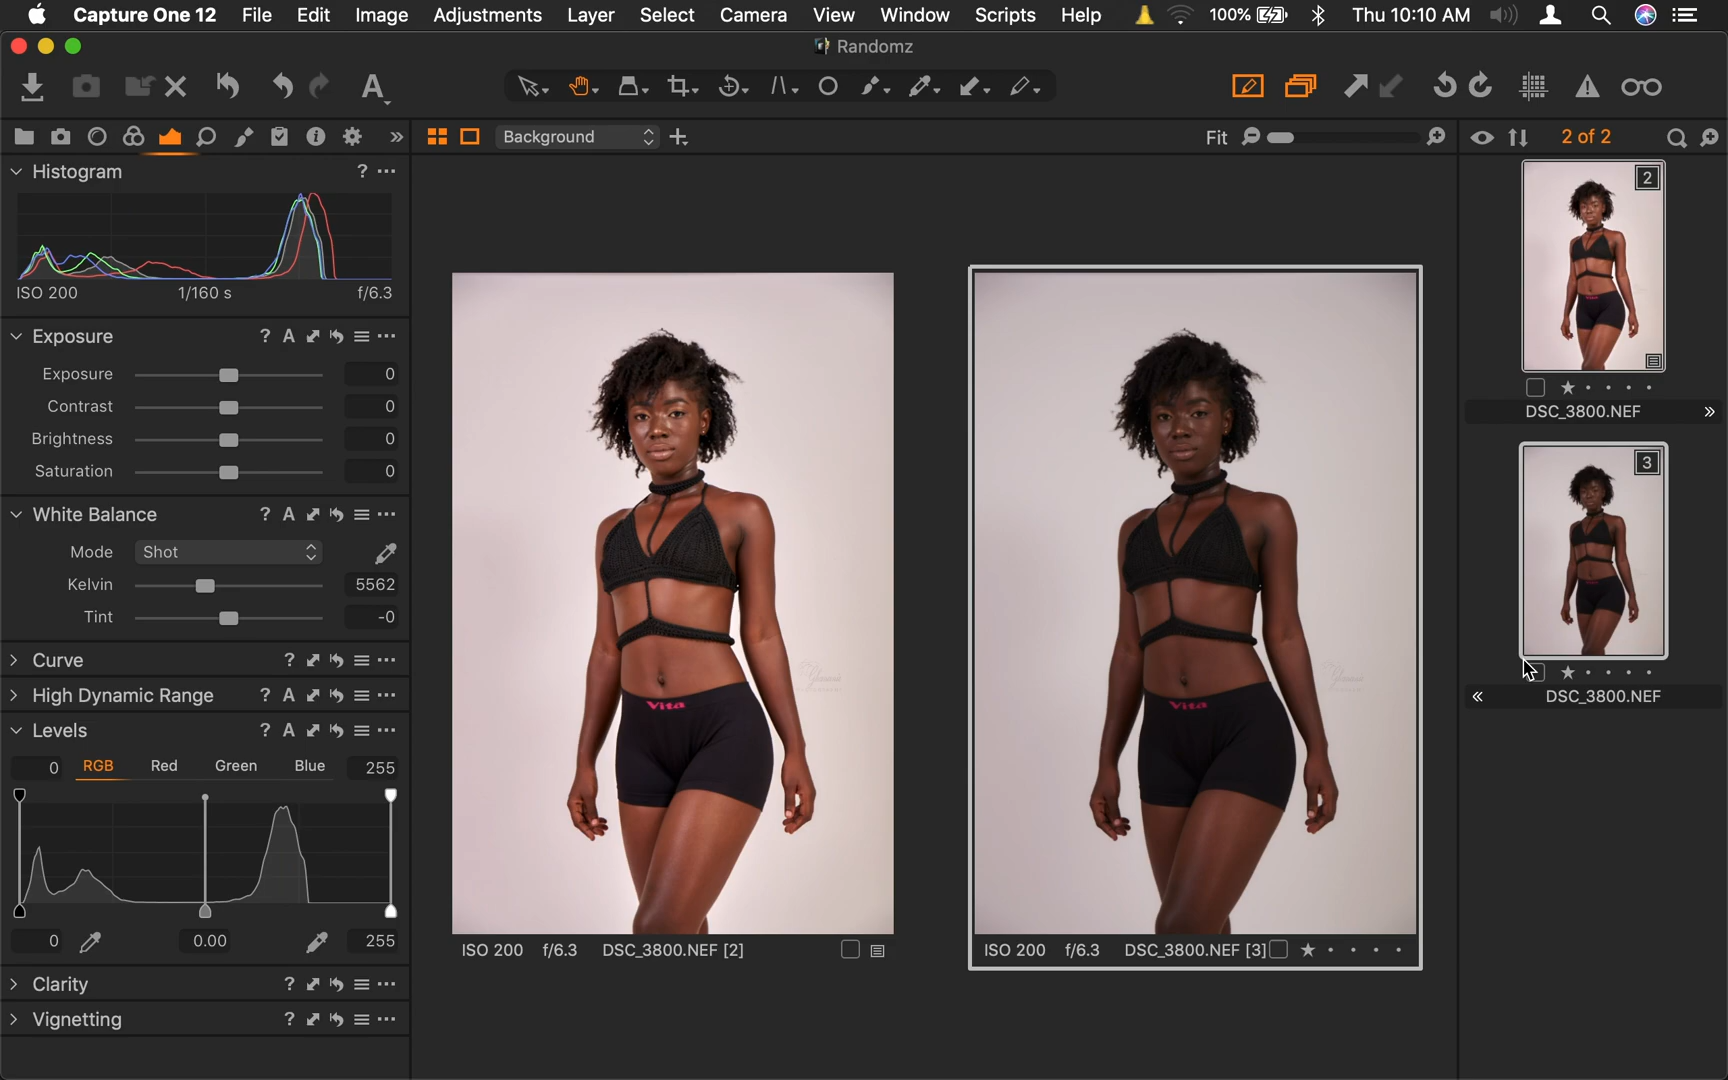 Capture One 12 File Edit Image Adjustments Layer Select Camera View Window Scripts Help 100% Thu 10:10 AM
Randomz
A
Background
Fit
2 of 2
Histogram ?
ISO 200 1/160 s f/6.3
Exposure ? A
Exposure 0
Contrast 0
Brightness 0
Saturation 0
White Balance ? A
Mode Shot
Kelvin 5562
Tint -0
Curve ?
High Dynamic Range ? A
Levels ? A
0 RGB Red Green Blue 255
0 0.00 255
Clarity ?
Vignetting ?
Vita
ISO 200 f/6.3 DSC_3800.NEF [2]
Vita
ISO 200 f/6.3 DSC_3800.NEF [3]
2
DSC_3800.NEF
3
DSC_3800.NEF